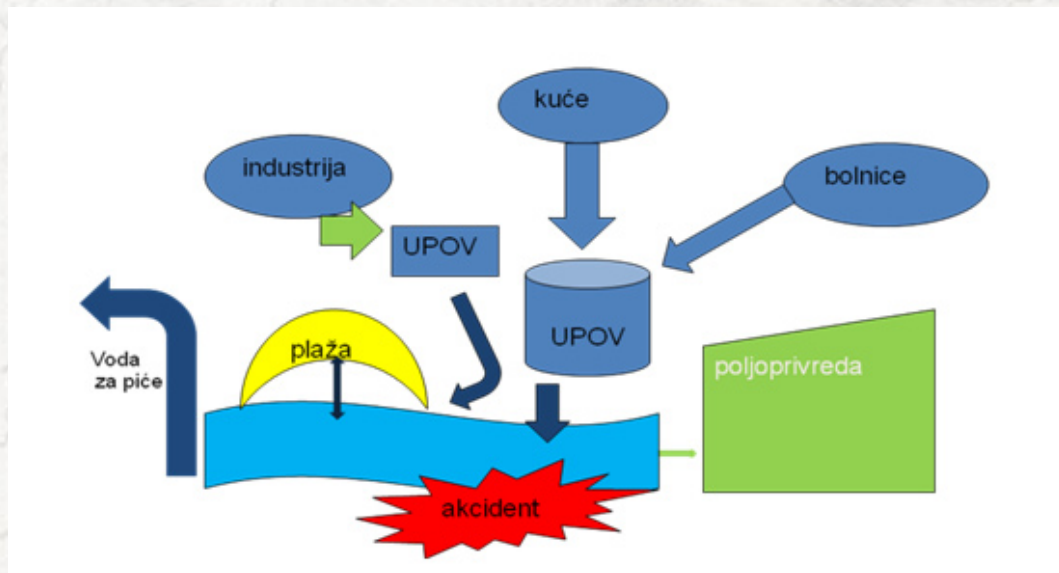 kuće
industrija
bolnice
UPOV
UPOV
plaža
Voda
za piće
poljoprivreda
akcident